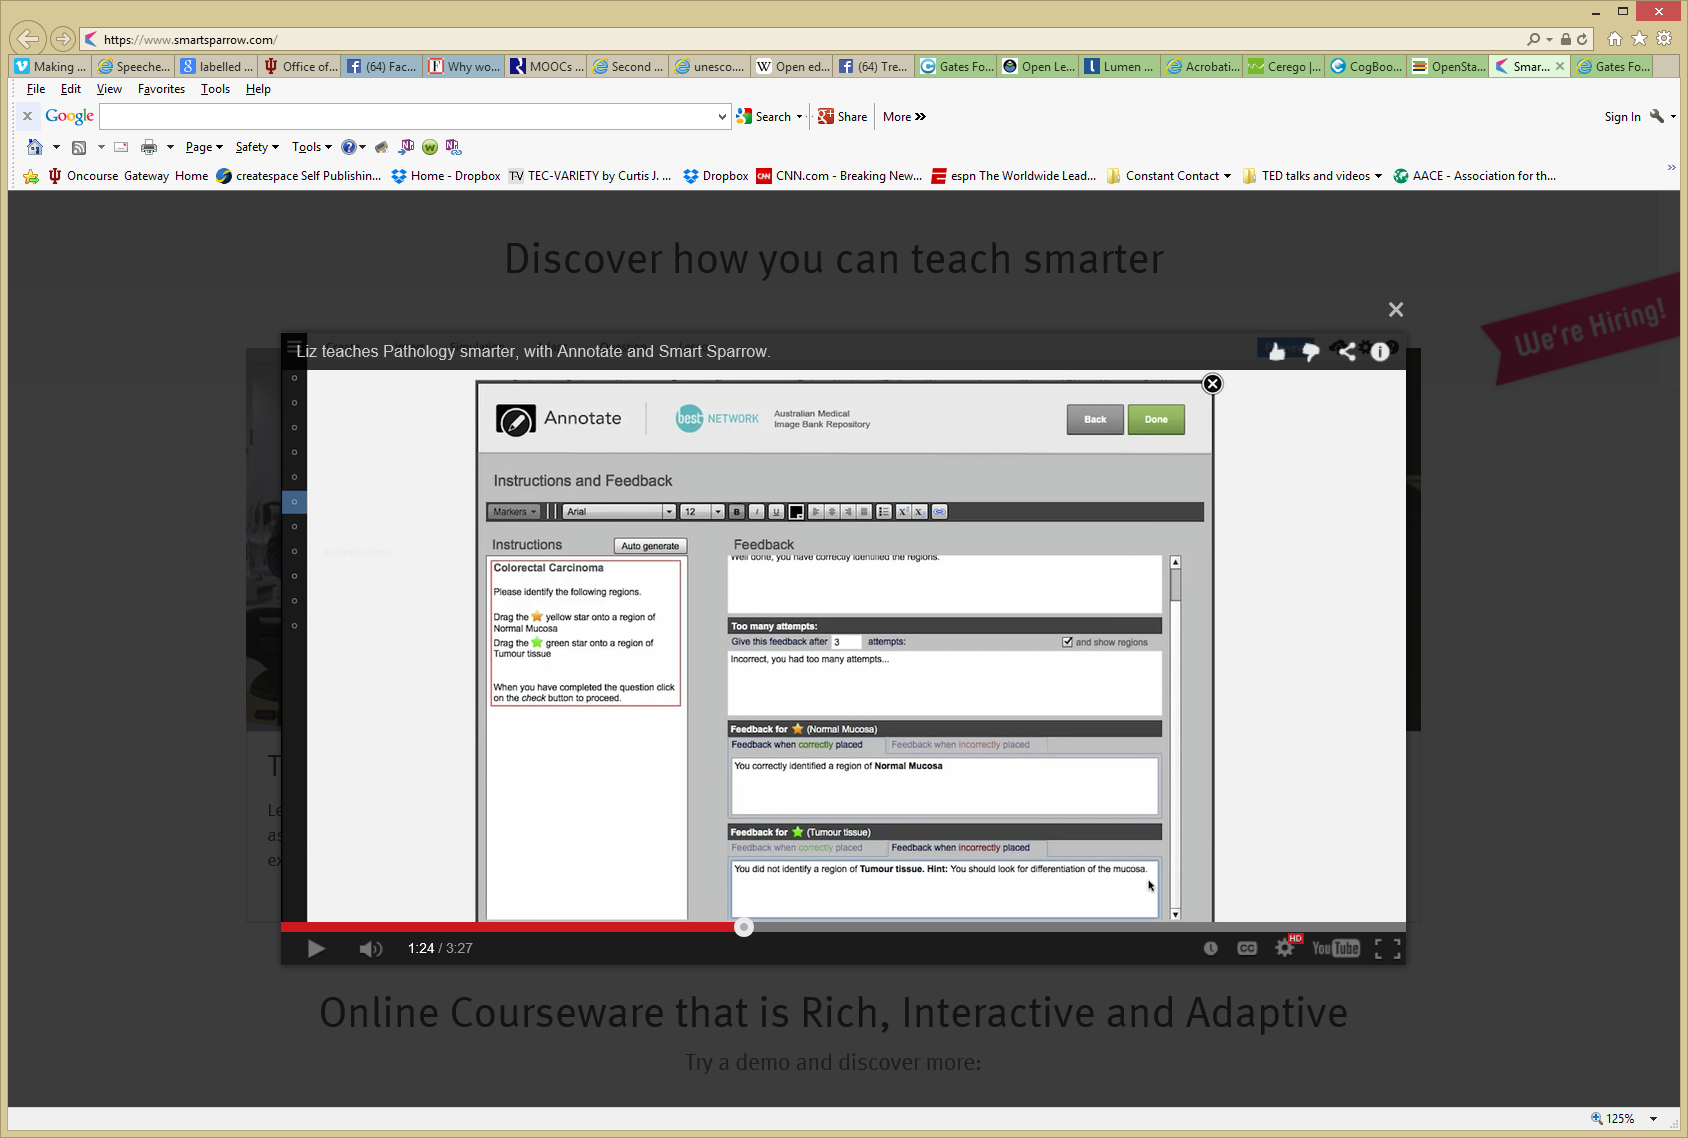 https://www.smartsparrow.com/
Making ...
Speeche...
labelled ...
Office of...
(64) Fac...
Why wo...
MOOCs ...
Second ...
unesco....
Open ed...
(64) Tre...
Gates Fo...
Open Le...
Lumen ...
Acrobati...
Cerego |...
CogBoo...
OpenSta...
Smar...
Gates Fo...
File Edit View Favorites Tools Help
x Google Search Share More Sign In
Page Safety Tools
Oncourse Gateway Home createspace Self Publishin... Home - Dropbox TV TEC-VARIETY by Curtis J. ... Dropbox CNN CNN.com - Breaking New... espn The Worldwide Lead... Constant Contact TED talks and videos AACE - Association for th...
Discover how you can teach smarter
We're Hiring!
Liz teaches Pathology smarter, with Annotate and Smart Sparrow.
Annotate
best NETWORK
Australian Medical
Image Bank Repository
Back Done
Instructions and Feedback
Markers Arial 12 B I U
Instructions Auto generate Feedback
Colorectal Carcinoma
Please identify the following regions.
Drag the yellow star onto a region of
Normal Mucosa
Drag the green star onto a region of
Tumour tissue
When you have completed the question click
on the check button to proceed.
Well done, you have correctly identified the regions.
Too many attempts:
Give this feedback after 3 attempts: and show regions
Incorrect, you had too many attempts...
Feedback for (Normal Mucosa)
Feedback when correctly placed Feedback when incorrectly placed
You correctly identified a region of Normal Mucosa
Feedback for (Tumour tissue)
Feedback when correctly placed Feedback when incorrectly placed
You did not identify a region of Tumour tissue. Hint: You should look for differentiation of the mucosa.
1:24 / 3:27
CC HD YouTube
Online Courseware that is Rich, Interactive and Adaptive
Try a demo and discover more:
125%